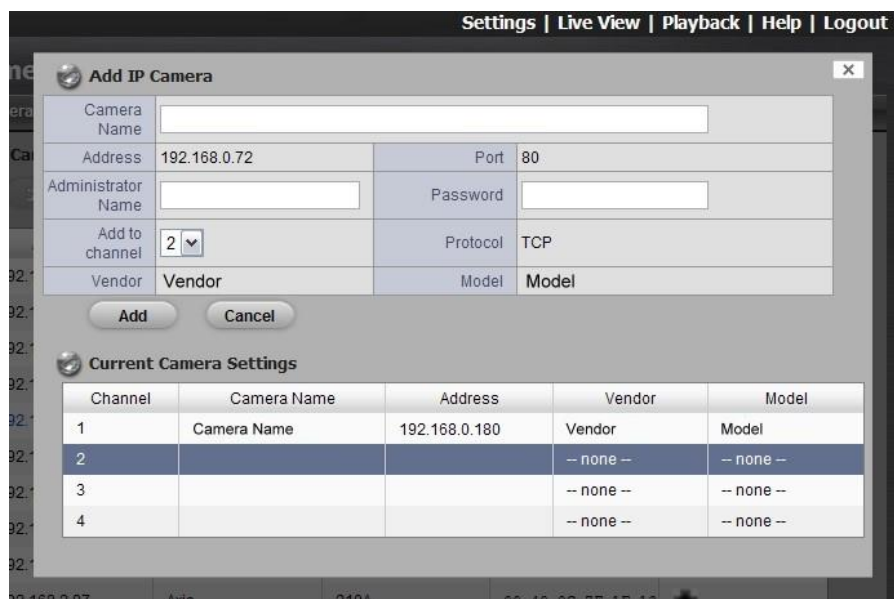 Settings | Live View | Playback | Help | Logout
Add IP Camera
Camera Name
Address 192.168.0.72 Port 80
Administrator Name Password
Add to channel 2 Protocol TCP
Vendor Vendor Model Model
Add Cancel
Current Camera Settings
Channel Camera Name Address Vendor Model
1 Camera Name 192.168.0.180 Vendor Model
2 -- none -- -- none --
3 -- none -- -- none --
4 -- none -- -- none --